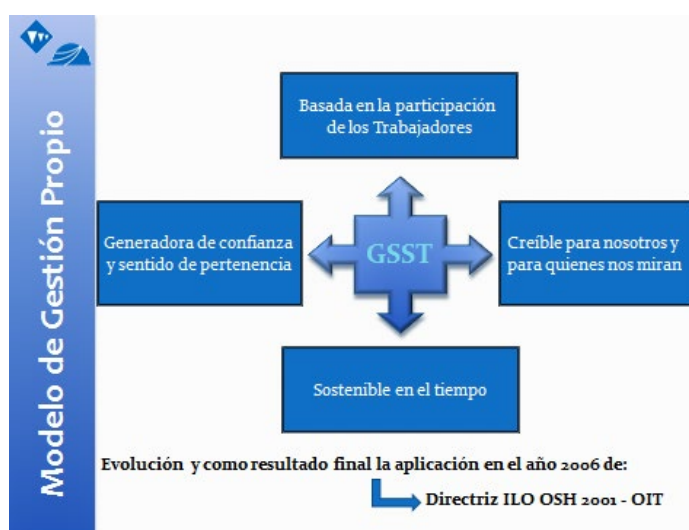 Modelo de Gestión Propio
Basada en la participación
de los Trabajadores
Generadora de confianza
y sentido de pertenencia
GSST
Creíble para nosotros y
para quienes nos miran
Sostenible en el tiempo
Evolución y como resultado final la aplicación en el año 2006 de:
Directriz ILO OSH 2001 - OIT